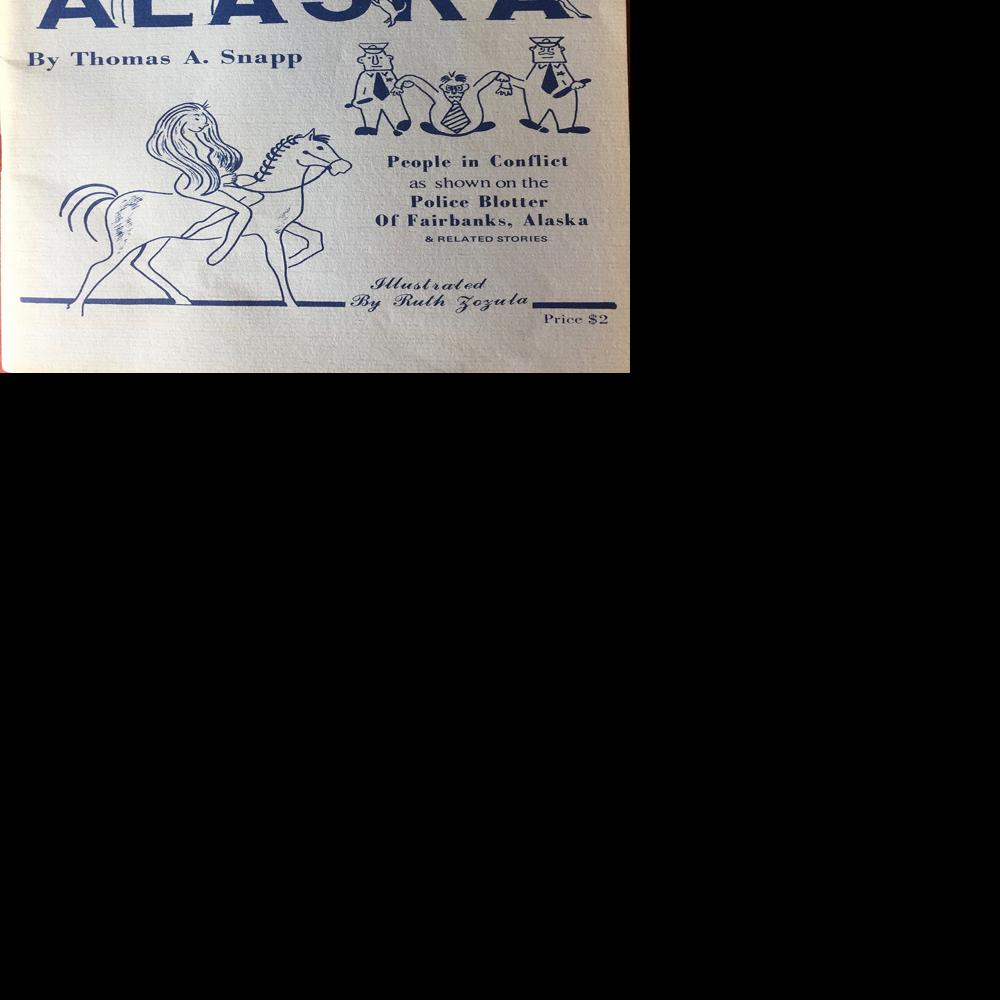 ALASKA
By Thomas A. Snapp
People in Conflict
as shown on the
Police Blotter
Of Fairbanks, Alaska
& RELATED STORIES
Illustrated
By Ruth Zozula
Price $2